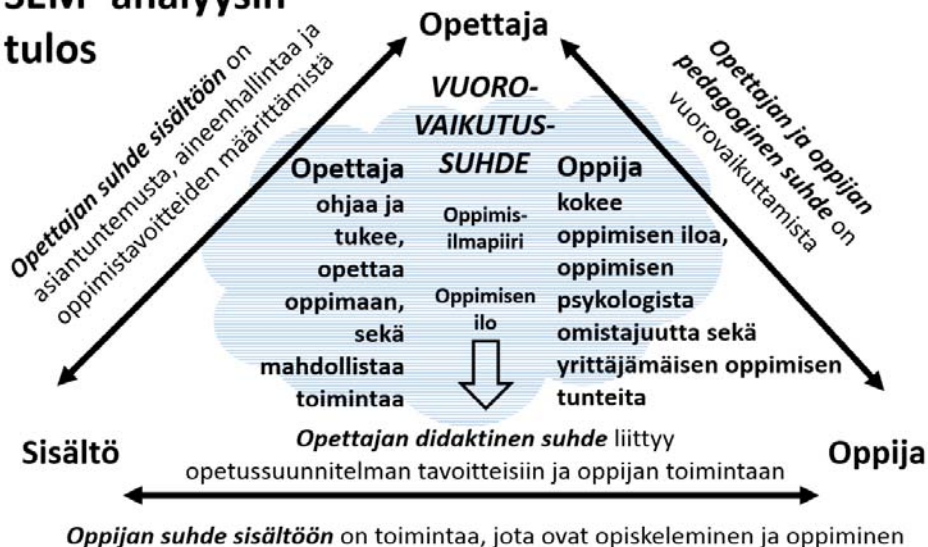 SEM-analyysin
tulos
Opettaja
Opettajan suhde sisältöön on
asiantuntemusta, aineenhallintaa ja
oppimistavoitteiden määrittämistä
Opettajan ja oppijan
pedagoginen suhde on
vuorovaikuttamista
VUORO-
VAIKUTUS-
SUHDE
Opettaja
ohjaa ja
tukee,
opettaa
oppimaan,
sekä
mahdollistaa
toimintaa
Oppimis-
ilmapiiri
Oppimisen
ilo
Oppija
kokee
oppimisen iloa,
oppimisen
psykologista
omistajuutta sekä
yrittäjämäisen oppimisen
tunteita
Sisältö
Opettajan didaktinen suhde liittyy
opetussuunnitelman tavoitteisiin ja oppijan toimintaan
Oppija
Oppijan suhde sisältöön on toimintaa, jota ovat opiskeleminen ja oppiminen